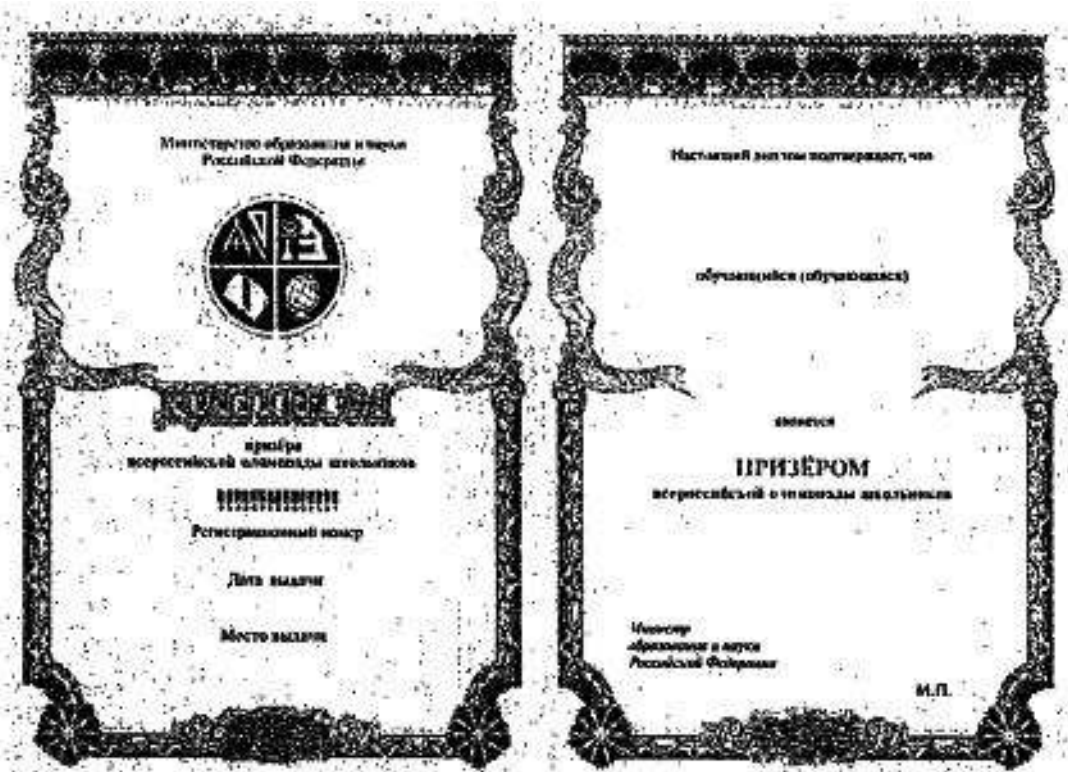 Министерство образования и науки
Российской Федерации
призёра
всероссийской олимпиады школьников
Регистрационный номер
Дата выдачи
Место выдачи
Настоящий диплом подтверждает, что
обучающийся (обучающаяся)
является
ПРИЗЁРОМ
всероссийской олимпиады школьников
Министр
образования и науки
Российской Федерации
М.П.